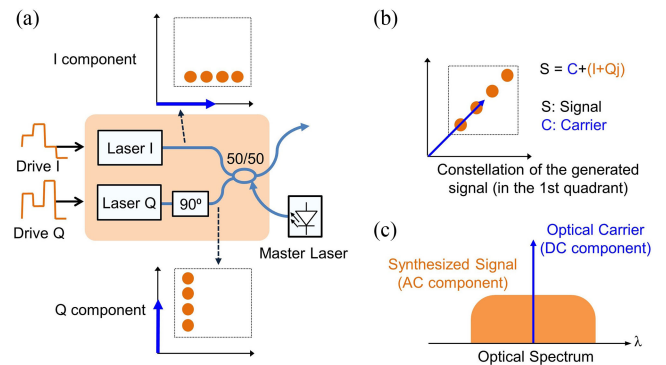 (a)
I component
Drive I
Laser I
50/50
Drive Q
Laser Q
90º
Master Laser
Q component
(b)
S = C+(I+Qj)
S: Signal
C: Carrier
Constellation of the generated
signal (in the 1st quadrant)
(c)
Optical Carrier
(DC component)
Synthesized Signal
(AC component)
λ
Optical Spectrum